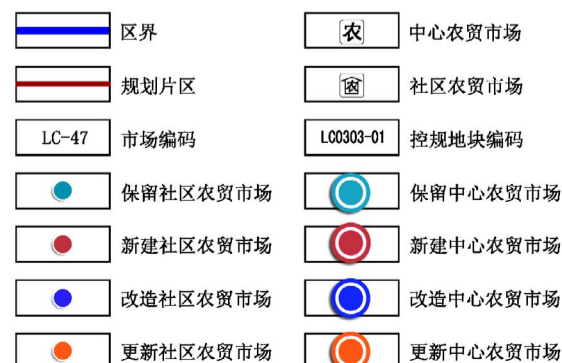 区界
农 中心农贸市场
规划片区
农 社区农贸市场
LC-47 市场编码
LC0303-01 控规地块编码
保留社区农贸市场
保留中心农贸市场
新建社区农贸市场
新建中心农贸市场
改造社区农贸市场
改造中心农贸市场
更新社区农贸市场
更新中心农贸市场